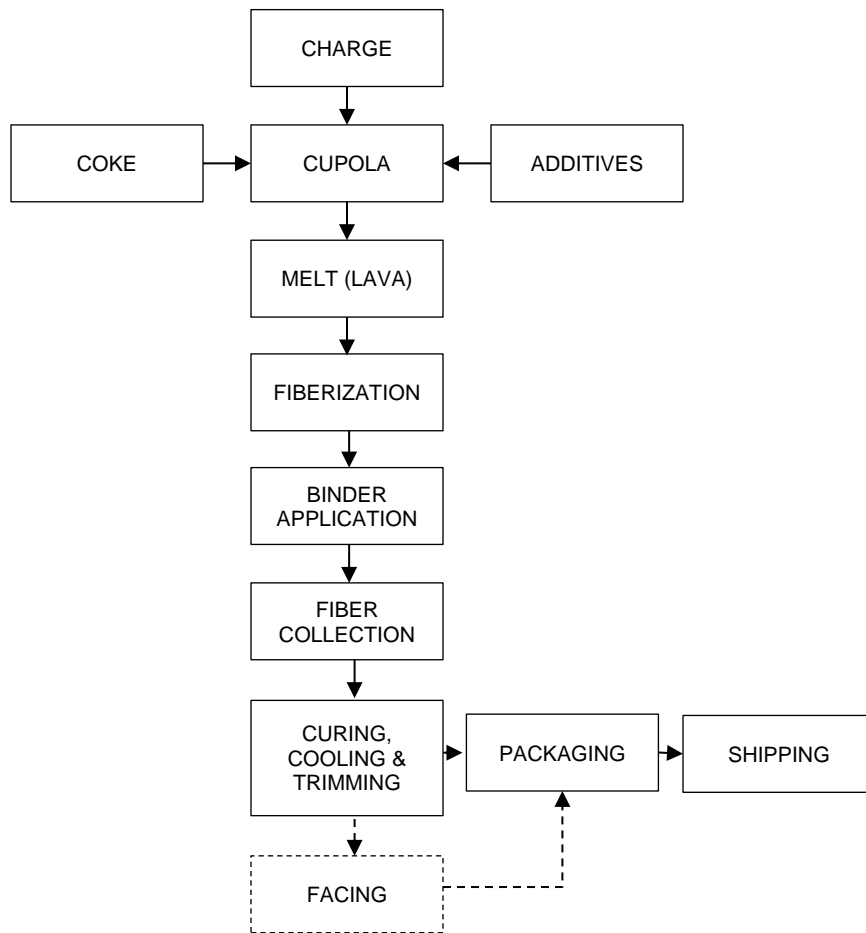 CHARGE
COKE
CUPOLA
ADDITIVES
MELT (LAVA)
FIBERIZATION
BINDER
APPLICATION
FIBER
COLLECTION
CURING,
COOLING &
TRIMMING
PACKAGING
SHIPPING
FACING